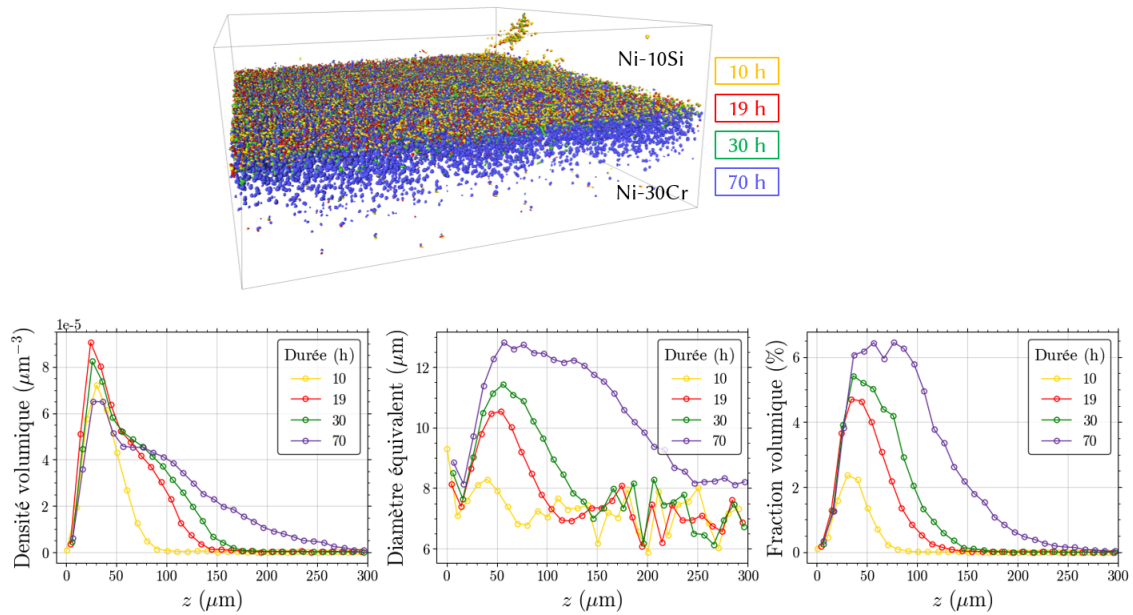 Ni-10Si
10 h
19 h
30 h
70 h
Ni-30Cr
1e-5
Densité volumique (μm⁻³)
8
6
4
2
0
0 50 100 150 200 250 300
z (μm)
Durée (h)
10
19
30
70
Diamètre équivalent (μm)
12
10
8
6
0 50 100 150 200 250 300
z (μm)
Durée (h)
10
19
30
70
Fraction volumique (%)
6
4
2
0
0 50 100 150 200 250 300
z (μm)
Durée (h)
10
19
30
70